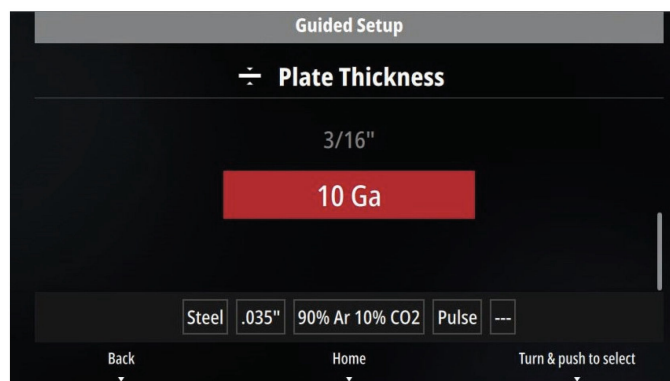 Guided Setup
Plate Thickness
3/16"
10 Ga
Steel .035" 90% Ar 10% CO2 Pulse ---
Back Home Turn & push to select